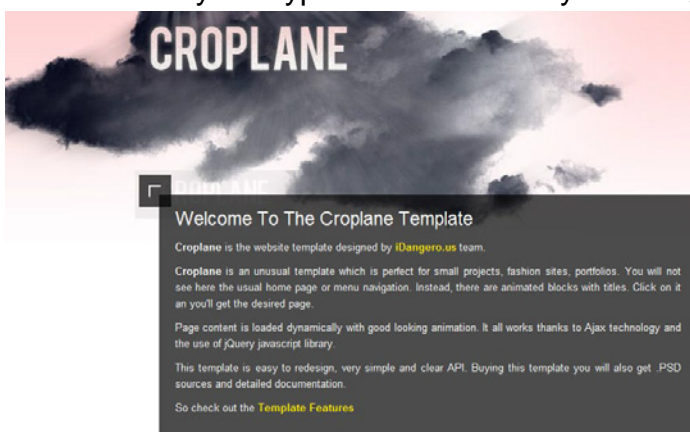 CROPLANE
CROPLANE
Welcome To The Croplane Template
Croplane is the website template designed by iDangero.us team.
Croplane is an unusual template which is perfect for small projects, fashion sites, portfolios. You will not
see here the usual home page or menu navigation. Instead, there are animated blocks with titles. Click on it
an you'll get the desired page.
Page content is loaded dynamically with good looking animation. It all works thanks to Ajax technology and
the use of jQuery javascript library.
This template is easy to redesign, very simple and clear API. Buying this template you will also get .PSD
sources and detailed documentation.
So check out the Template Features